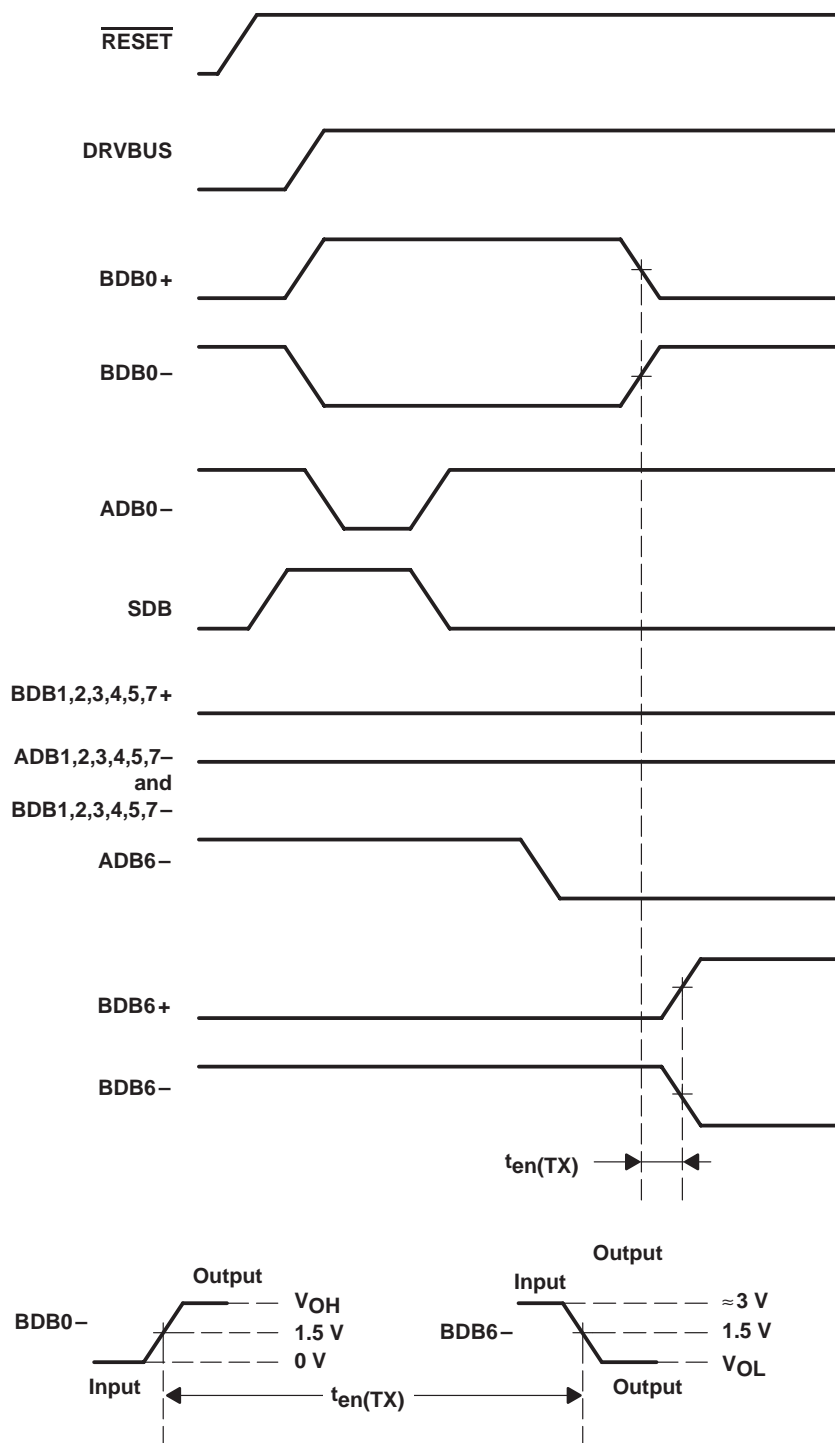 RESET
DRVBUS
BDB0+
BDB0–
ADB0–
SDB
BDB1,2,3,4,5,7+
ADB1,2,3,4,5,7–
and
BDB1,2,3,4,5,7–
ADB6–
BDB6+
BDB6–
ten(TX)
Output
Output
Input
BDB0–
VOH
1.5 V
0 V
BDB6–
≈3 V
1.5 V
VOL
Input
ten(TX)
Output